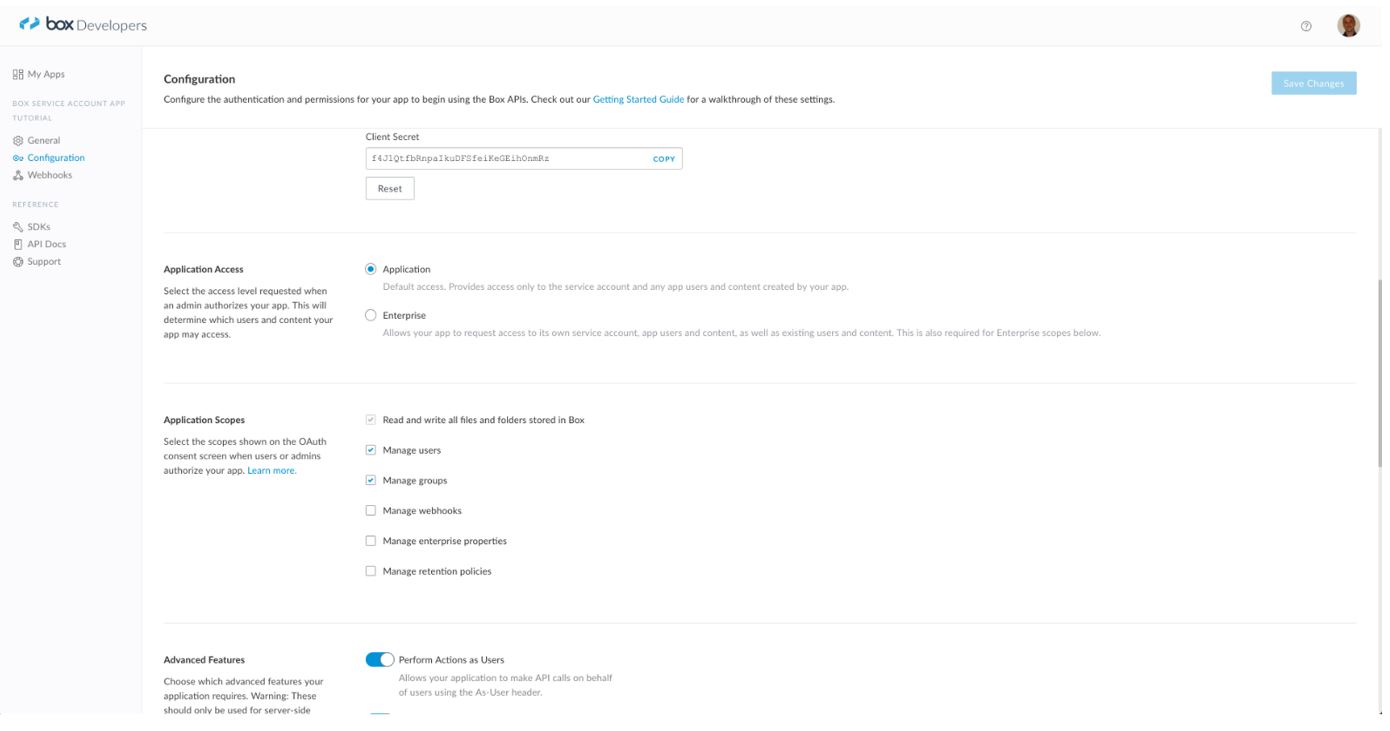 box Developers
My Apps
BOX SERVICE ACCOUNT APP
TUTORIAL
General
Configuration
Webhooks
REFERENCE
SDKs
API Docs
Support
Configuration
Configure the authentication and permissions for your app to begin using the Box APIs. Check out our Getting Started Guide for a walkthrough of these settings.
Save Changes
Client Secret
COPY
Reset
Application Access
Select the access level requested when
an admin authorizes your app. This will
determine which users and content your
app may access.
Application
Default access. Provides access only to the service account and any app users and content created by your app.
Enterprise
Allows your app to request access to its own service account, app users and content, as well as existing users and content. This is also required for Enterprise scopes below.
Application Scopes
Select the scopes shown on the OAuth
consent screen when users or admins
authorize your app. Learn more.
Read and write all files and folders stored in Box
Manage users
Manage groups
Manage webhooks
Manage enterprise properties
Manage retention policies
Advanced Features
Choose which advanced features your
application requires. Warning: These
should only be used for server-side
Perform Actions as Users
Allows your application to make API calls on behalf
of users using the As-User header.